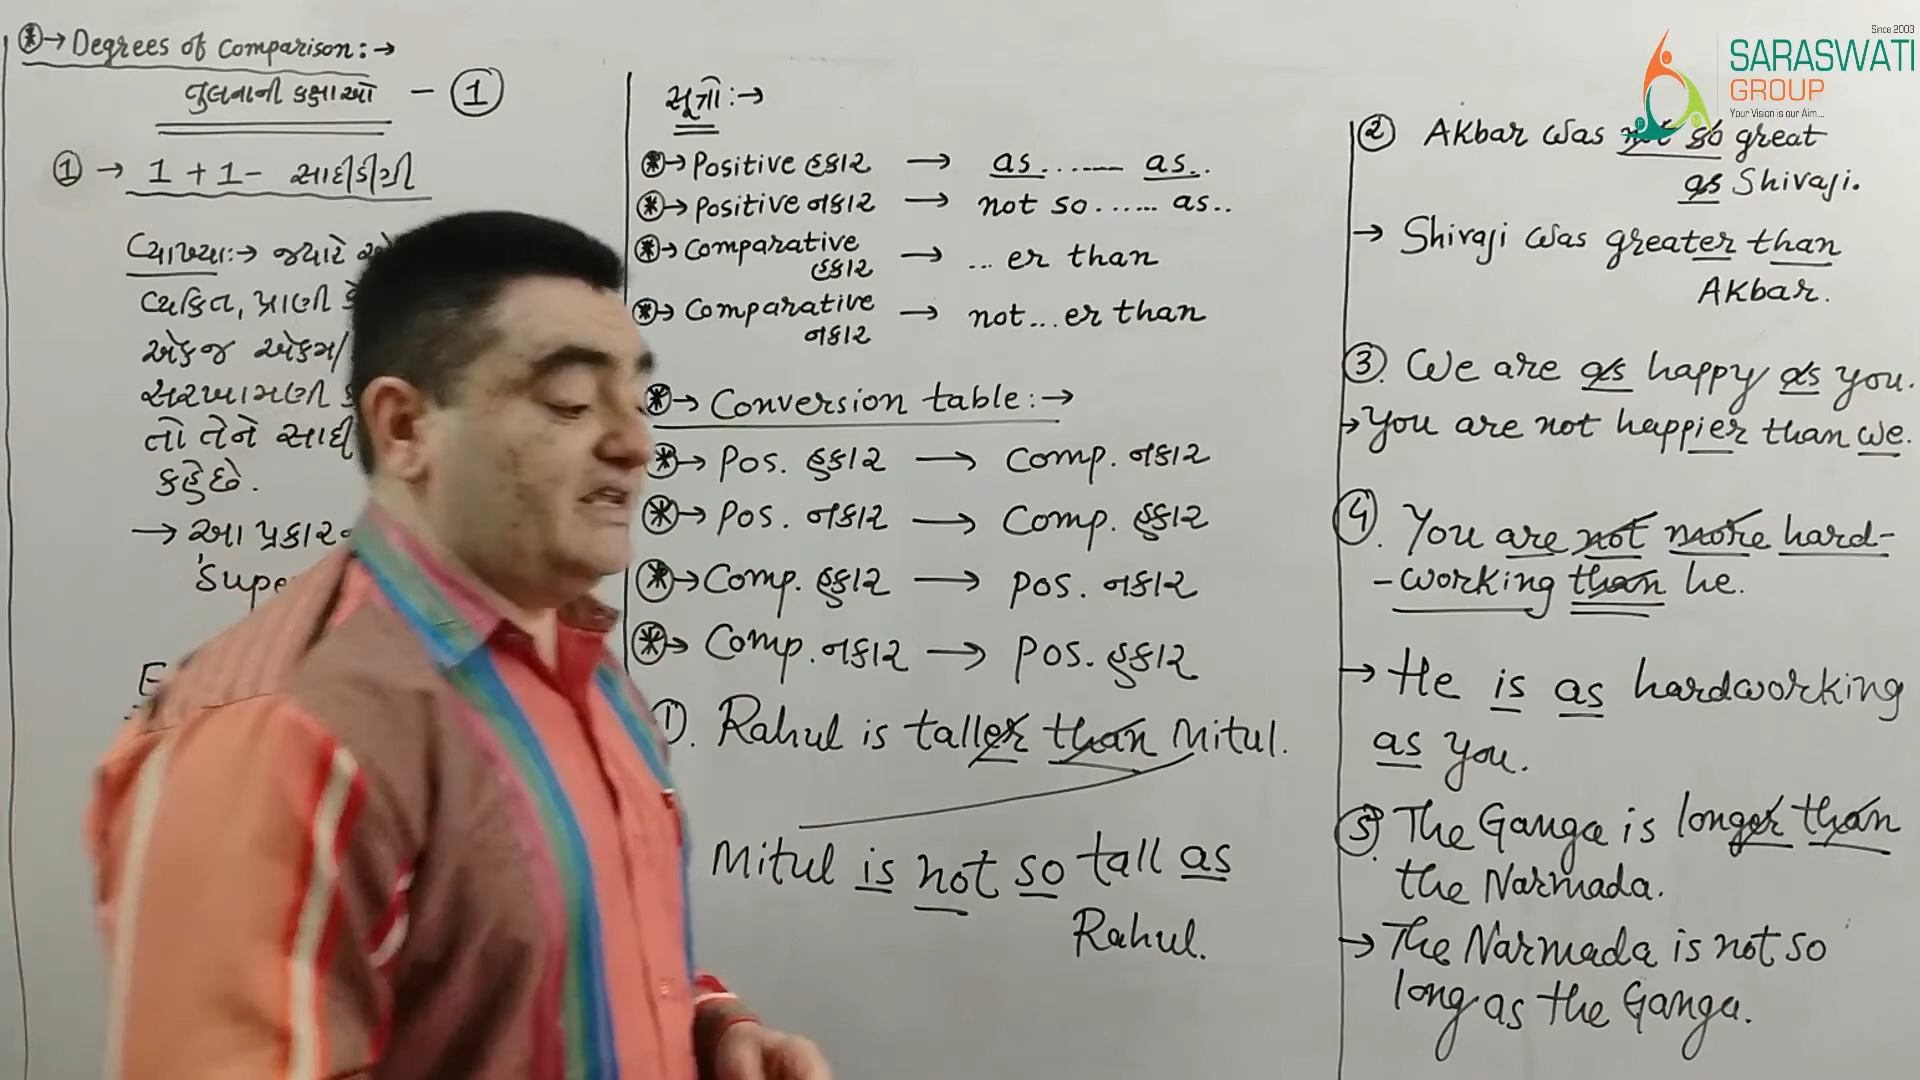 ⊛→ Degrees of Comparison:→
તુલનાની કક્ષાઓ - ①
① → 1 + 1 - સાદી ડીગ્રી
વ્યાખ્યા:→ જ્યારે
વ્યકિત, પ્રાણી
એકજ એકમ/
સરખામણી
તો તેને સાદી
કહે છે.
→ આ પ્રકાર
'Supe
E
સૂત્રો:→
⊛→ Positive હકાર → as....... as..
⊛→ Positive નકાર → not so...... as..
⊛→ Comparative હકાર → ... er than
⊛→ Comparative નકાર → not...er than
⊛→ Conversion table:→
⊛→ Pos. હકાર → Comp. નકાર
⊛→ Pos. નકાર → Comp. હકાર
⊛→ Comp. હકાર → Pos. નકાર
⊛→ Comp. નકાર → Pos. હકાર
①. Rahul is taller than Mitul.
Mitul is not so tall as
Rahul.
② Akbar was not so great
as Shivaji.
→ Shivaji was greater than
Akbar.
③. We are as happy as you.
→ You are not happier than we.
④. You are not more hard-
-working than he.
→ He is as hardworking
as you.
⑤. The Ganga is longer than
the Narmada.
→ The Narmada is not so
long as the Ganga.
Since 2003
SARASWATI
GROUP
Your Vision is our Aim...